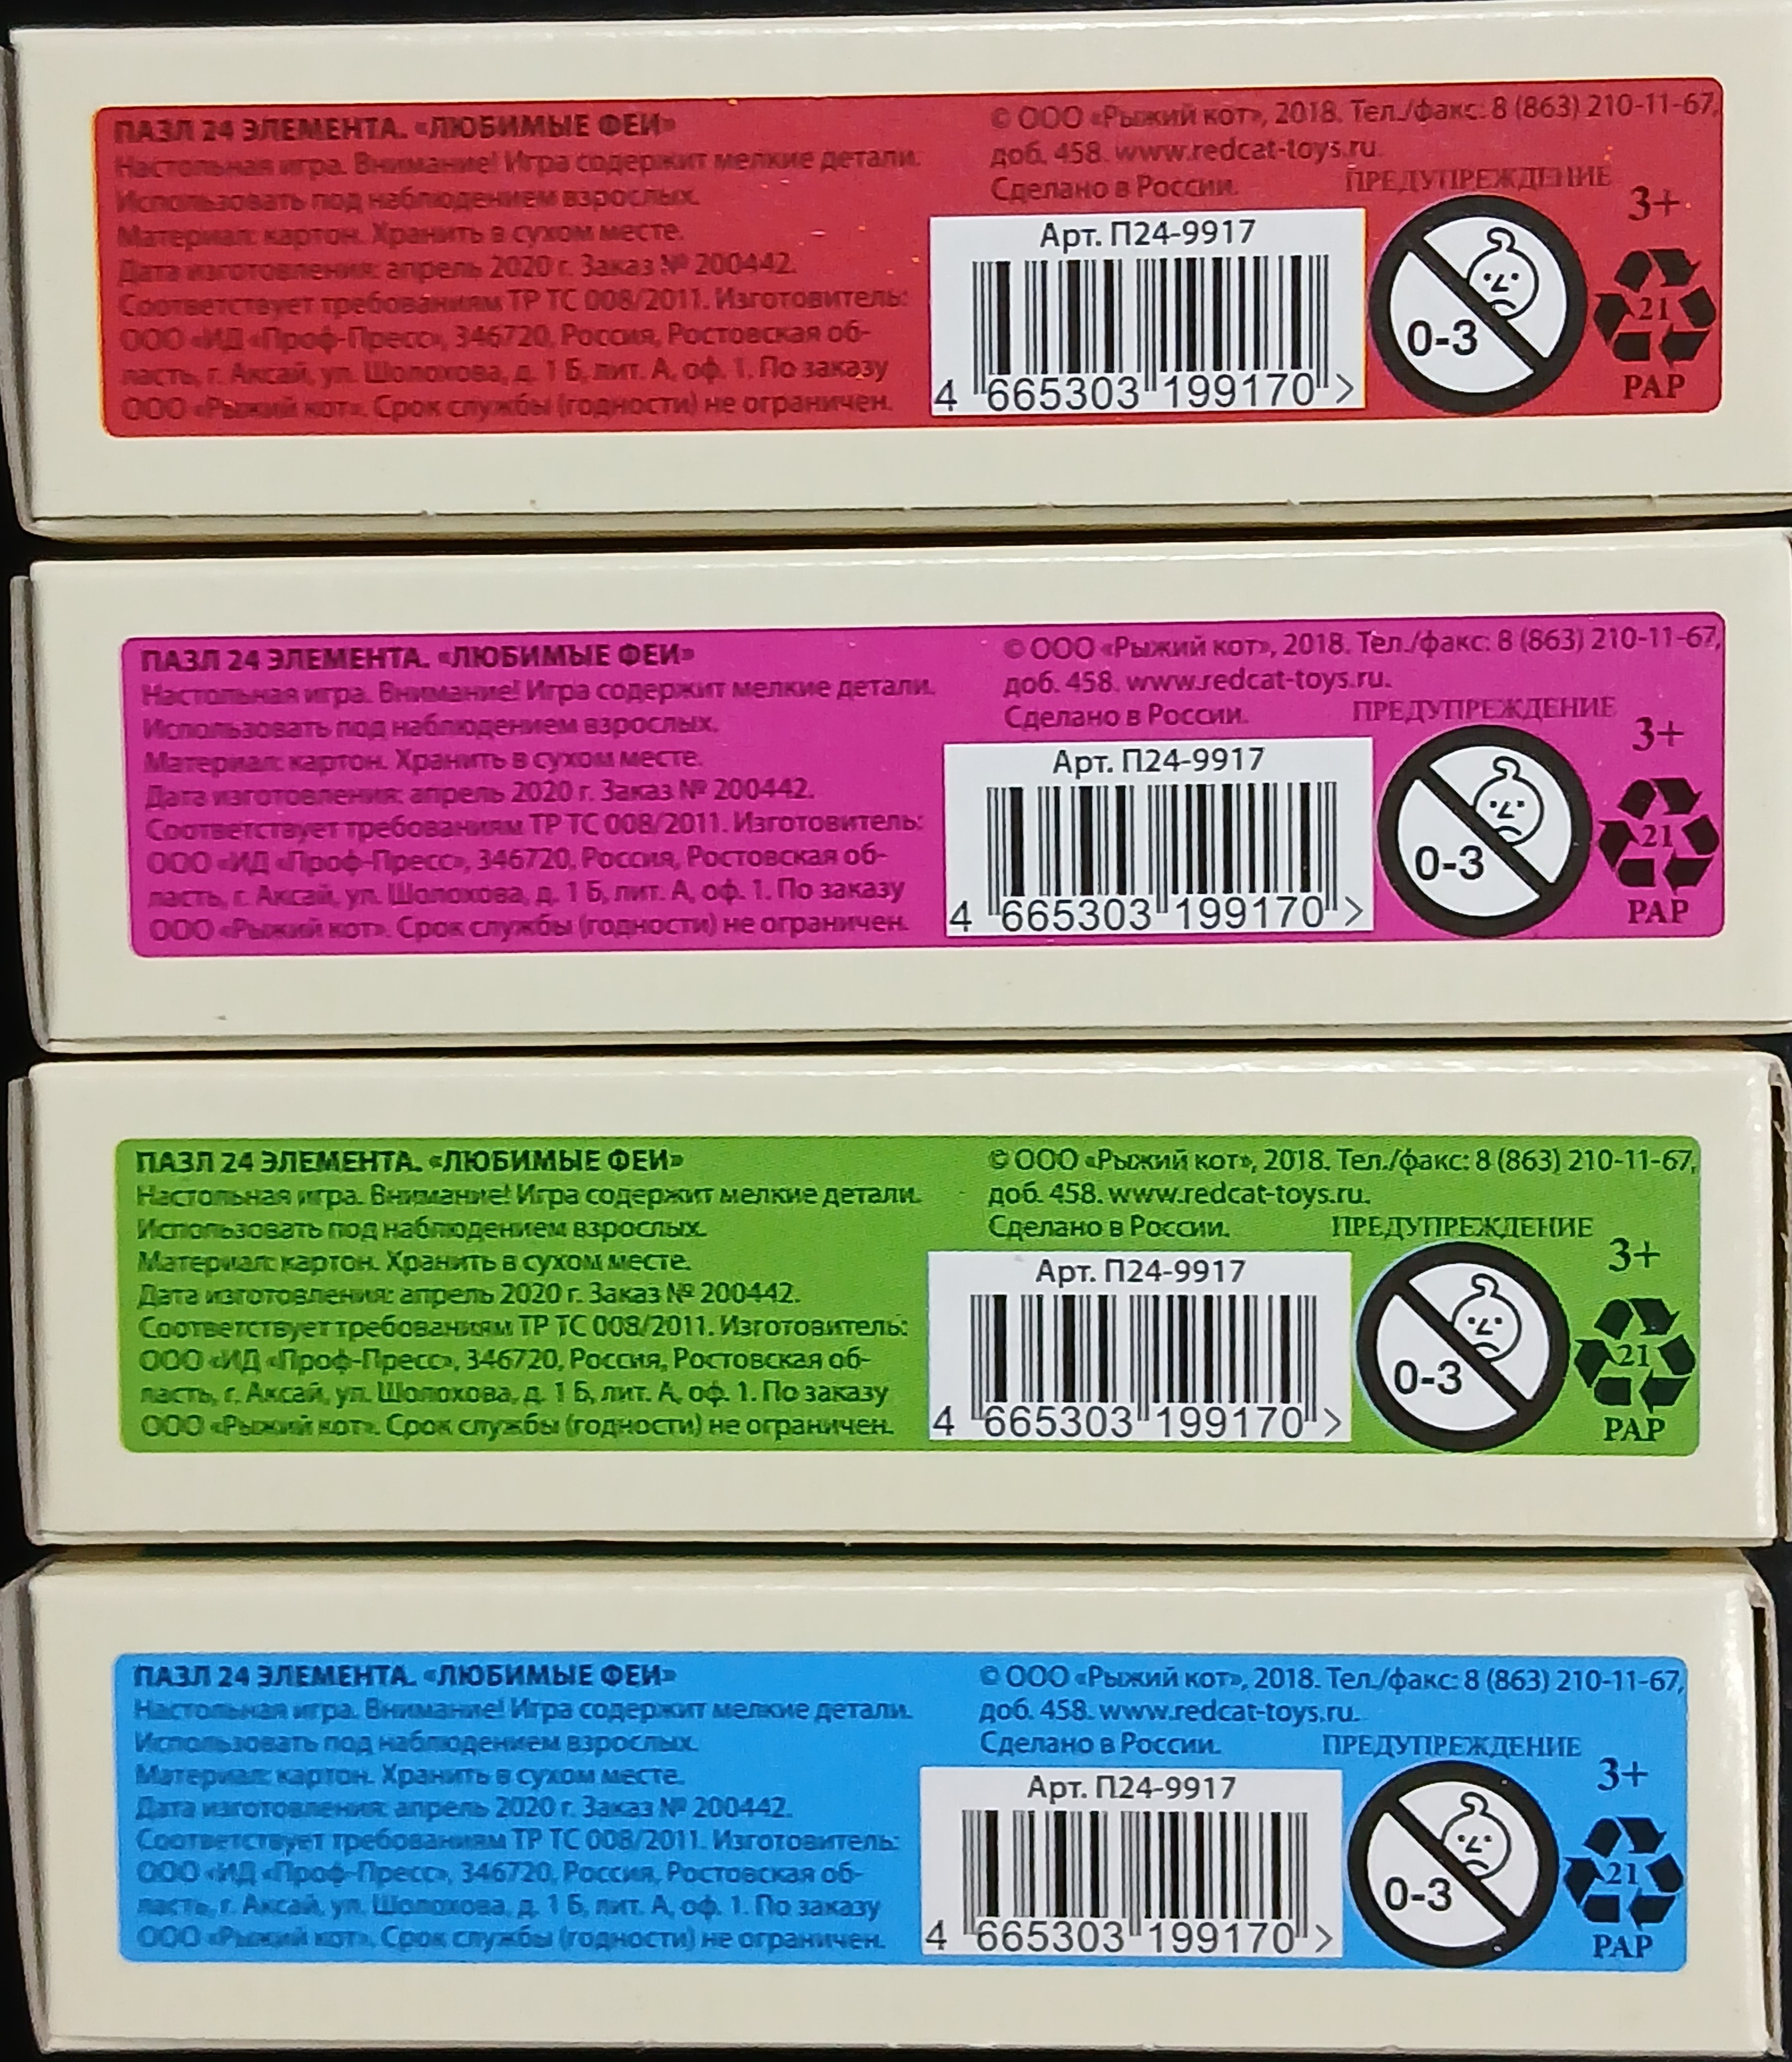 ПАЗЛ 24 ЭЛЕМЕНТА. «ЛЮБИМЫЕ ФЕИ»
Настольная игра. Внимание! Игра содержит мелкие детали.
Использовать под наблюдением взрослых.
Материал: картон. Хранить в сухом месте.
Дата изготовления: апрель 2020 г. Заказ № 200442.
Соответствует требованиям ТР ТС 008/2011. Изготовитель:
ООО «ИД «Проф-Пресс», 346720, Россия, Ростовская об-
ласть, г. Аксай, ул. Шолохова, д. 1 Б, лит. А, оф. 1. По заказу
ООО «Рыжий кот». Срок службы (годности) не ограничен.
© ООО «Рыжий кот», 2018. Тел./факс: 8 (863) 210-11-67,
доб. 458. www.redcat-toys.ru.
Сделано в России.
ПРЕДУПРЕЖДЕНИЕ
3+
Арт. П24-9917
4 665303 199170 >
0-3
21
PAP
ПАЗЛ 24 ЭЛЕМЕНТА. «ЛЮБИМЫЕ ФЕИ»
Настольная игра. Внимание! Игра содержит мелкие детали.
Использовать под наблюдением взрослых.
Материал: картон. Хранить в сухом месте.
Дата изготовления: апрель 2020 г. Заказ № 200442.
Соответствует требованиям ТР ТС 008/2011. Изготовитель:
ООО «ИД «Проф-Пресс», 346720, Россия, Ростовская об-
ласть, г. Аксай, ул. Шолохова, д. 1 Б, лит. А, оф. 1. По заказу
ООО «Рыжий кот». Срок службы (годности) не ограничен.
© ООО «Рыжий кот», 2018. Тел./факс: 8 (863) 210-11-67,
доб. 458. www.redcat-toys.ru.
Сделано в России.
ПРЕДУПРЕЖДЕНИЕ
3+
Арт. П24-9917
4 665303 199170 >
0-3
21
PAP
ПАЗЛ 24 ЭЛЕМЕНТА. «ЛЮБИМЫЕ ФЕИ»
Настольная игра. Внимание! Игра содержит мелкие детали.
Использовать под наблюдением взрослых.
Материал: картон. Хранить в сухом месте.
Дата изготовления: апрель 2020 г. Заказ № 200442.
Соответствует требованиям ТР ТС 008/2011. Изготовитель:
ООО «ИД «Проф-Пресс», 346720, Россия, Ростовская об-
ласть, г. Аксай, ул. Шолохова, д. 1 Б, лит. А, оф. 1. По заказу
ООО «Рыжий кот». Срок службы (годности) не ограничен.
© ООО «Рыжий кот», 2018. Тел./факс: 8 (863) 210-11-67,
доб. 458. www.redcat-toys.ru.
Сделано в России.
ПРЕДУПРЕЖДЕНИЕ
3+
Арт. П24-9917
4 665303 199170 >
0-3
21
PAP
ПАЗЛ 24 ЭЛЕМЕНТА. «ЛЮБИМЫЕ ФЕИ»
Настольная игра. Внимание! Игра содержит мелкие детали.
Использовать под наблюдением взрослых.
Материал: картон. Хранить в сухом месте.
Дата изготовления: апрель 2020 г. Заказ № 200442.
Соответствует требованиям ТР ТС 008/2011. Изготовитель:
ООО «ИД «Проф-Пресс», 346720, Россия, Ростовская об-
ласть, г. Аксай, ул. Шолохова, д. 1 Б, лит. А, оф. 1. По заказу
ООО «Рыжий кот». Срок службы (годности) не ограничен.
© ООО «Рыжий кот», 2018. Тел./факс: 8 (863) 210-11-67,
доб. 458. www.redcat-toys.ru.
Сделано в России.
ПРЕДУПРЕЖДЕНИЕ
3+
Арт. П24-9917
4 665303 199170 >
0-3
21
PAP